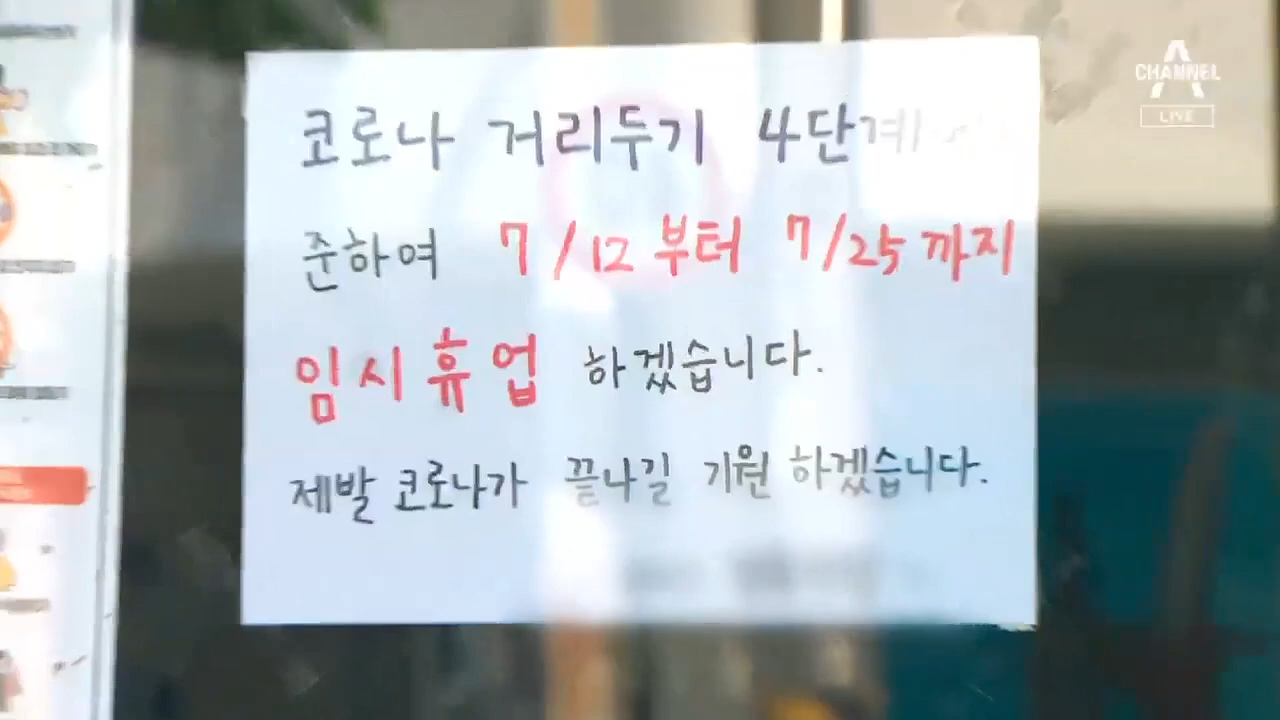 코로나 거리두기 4단계에
준하여 7/12 부터 7/25 까지
임시휴업 하겠습니다.
제발 코로나가 끝나길 기원 하겠습니다.
CHANNEL A
LIVE